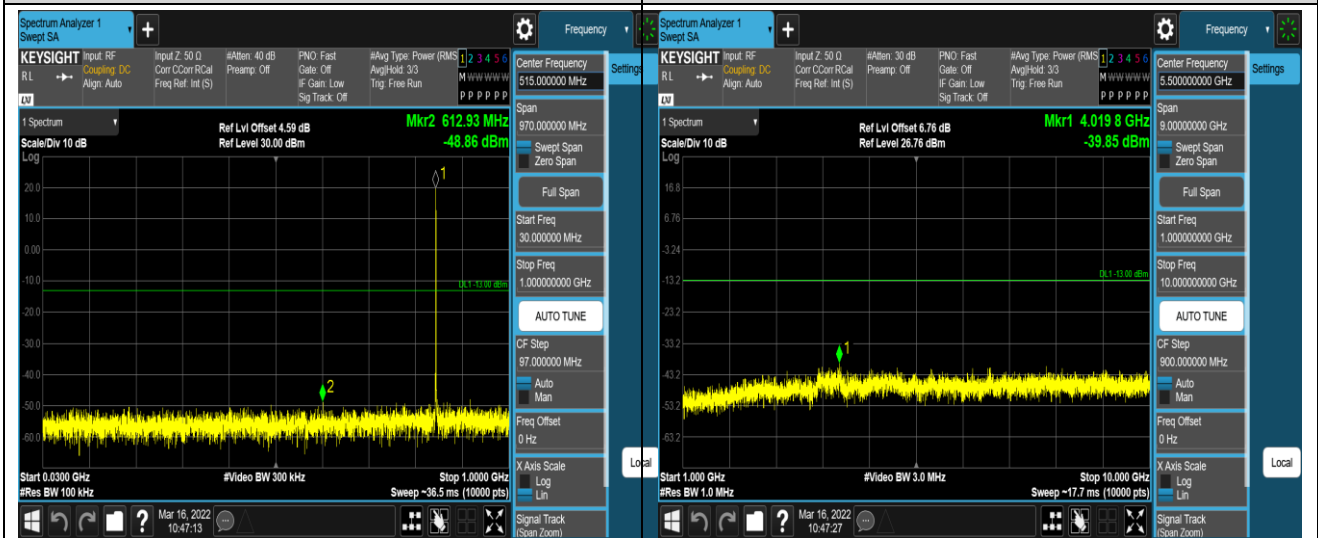 Spectrum Analyzer 1
Swept SA
Frequency
KEYSIGHT
RL
LXI
Input: RF
Coupling: DC
Align: Auto
Input Z: 50 Ω
Corr CCorr RCal
Freq Ref: Int (S)
#Atten: 40 dB
Preamp: Off
PNO: Fast
Gate: Off
IF Gain: Low
Sig Track: Off
#Avg Type: Power (RMS
Avg|Hold: 3/3
Trig: Free Run
1 2 3 4 5 6
M W W W W W
P P P P P P
1 Spectrum
Scale/Div 10 dB
Log
Ref Lvl Offset 4.59 dB
Ref Level 30.00 dBm
Mkr2 612.93 MHz
-48.86 dBm
20.0
10.0
0.00
-10.0
-20.0
-30.0
-40.0
-50.0
-60.0
1
2
DL1 -13.00 dBm
Start 0.0300 GHz
#Res BW 100 kHz
#Video BW 300 kHz
Stop 1.0000 GHz
Sweep ~36.5 ms (10000 pts)
Mar 16, 2022
10:47:13
Center Frequency
515.000000 MHz
Span
970.000000 MHz
Swept Span
Zero Span
Full Span
Start Freq
30.000000 MHz
Stop Freq
1.000000000 GHz
AUTO TUNE
CF Step
97.000000 MHz
Auto
Man
Freq Offset
0 Hz
X Axis Scale
Log
Lin
Signal Track
(Span Zoom)
Settings
Local
Spectrum Analyzer 1
Swept SA
Frequency
KEYSIGHT
RL
LXI
Input: RF
Coupling: DC
Align: Auto
Input Z: 50 Ω
Corr CCorr RCal
Freq Ref: Int (S)
#Atten: 30 dB
Preamp: Off
PNO: Fast
Gate: Off
IF Gain: Low
Sig Track: Off
#Avg Type: Power (RMS
Avg|Hold: 3/3
Trig: Free Run
1 2 3 4 5 6
M W W W W W
P P P P P P
1 Spectrum
Scale/Div 10 dB
Log
Ref Lvl Offset 6.76 dB
Ref Level 26.76 dBm
Mkr1 4.019 8 GHz
-39.85 dBm
16.8
6.76
-3.24
-13.2
-23.2
-33.2
-43.2
-53.2
-63.2
1
DL1 -13.00 dBm
Start 1.000 GHz
#Res BW 1.0 MHz
#Video BW 3.0 MHz
Stop 10.000 GHz
Sweep ~17.7 ms (10000 pts)
Mar 16, 2022
10:47:27
Center Frequency
5.500000000 GHz
Span
9.00000000 GHz
Swept Span
Zero Span
Full Span
Start Freq
1.000000000 GHz
Stop Freq
10.000000000 GHz
AUTO TUNE
CF Step
900.000000 MHz
Auto
Man
Freq Offset
0 Hz
X Axis Scale
Log
Lin
Signal Track
(Span Zoom)
Settings
Local